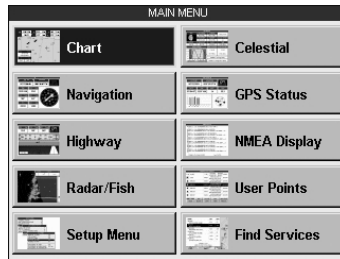 MAIN MENU
Chart
Celestial
Navigation
GPS Status
Highway
NMEA Display
Radar/Fish
User Points
Setup Menu
Find Services